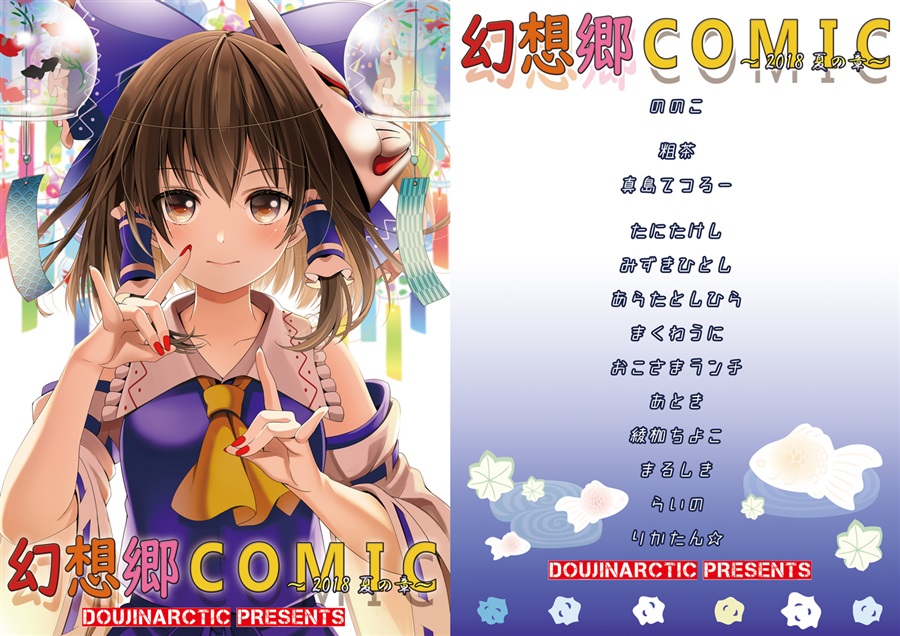 幻想郷COMIC
～2018 夏の章～
DOUJINARCTIC PRESENTS
幻想郷COMIC
～2018 夏の章～
ののこ
粗茶
真島てつろー
たにたけし
みずきひとし
あらたとしひら
まくわうに
おこさまランチ
あとき
綾枷ちよこ
まるしき
らいの
りかたん☆
DOUJINARCTIC PRESENTS